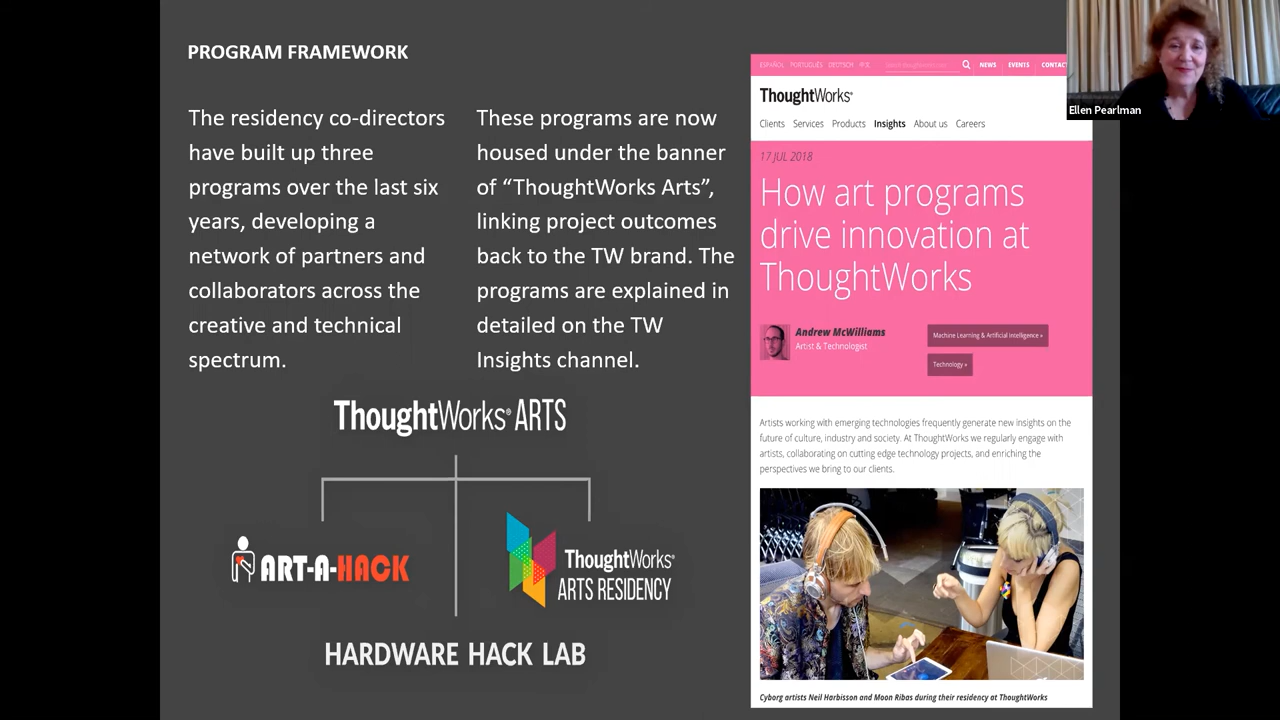 PROGRAM FRAMEWORK
The residency co-directors
have built up three
programs over the last six
years, developing a
network of partners and
collaborators across the
creative and technical
spectrum.
These programs are now
housed under the banner
of “ThoughtWorks Arts”,
linking project outcomes
back to the TW brand. The
programs are explained in
detailed on the TW
Insights channel.
ThoughtWorks® ARTS
ART-A-HACK
ThoughtWorks®
ARTS RESIDENCY
HARDWARE HACK LAB
ESPAÑOL PORTUGUÊS DEUTSCH 中文 NEWS EVENTS CONTACT
ThoughtWorks®
Clients Services Products Insights About us Careers
17 JUL 2018
How art programs
drive innovation at
ThoughtWorks
Andrew McWilliams
Artist & Technologist
Machine Learning & Artificial Intelligence »
Technology »
Artists working with emerging technologies frequently generate new insights on the
future of culture, industry and society. At ThoughtWorks we regularly engage with
artists, collaborating on cutting edge technology projects, and enriching the
perspectives we bring to our clients.
Cyborg artists Neil Harbisson and Moon Ribas during their residency at ThoughtWorks
Ellen Pearlman